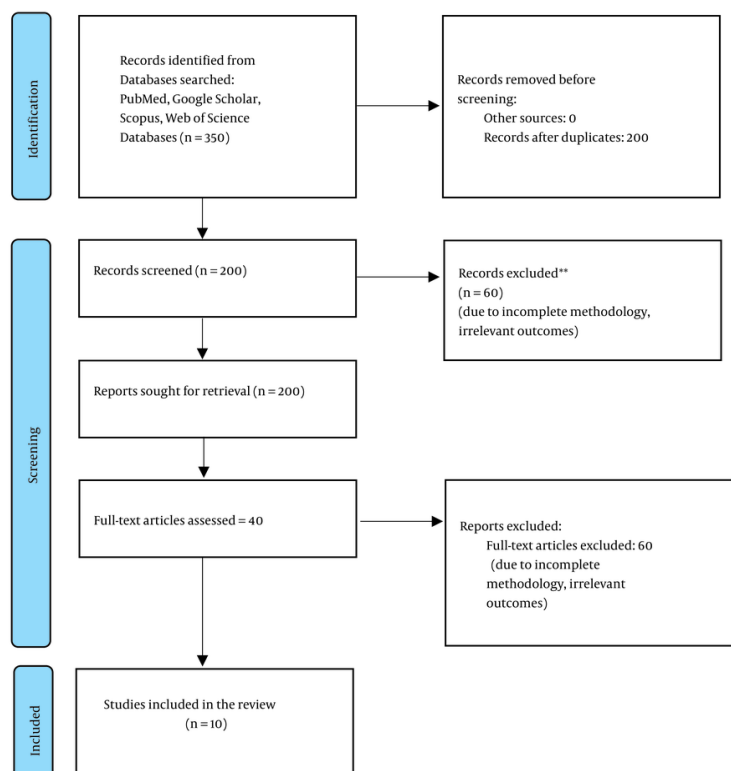 Identification
Records identified from
Databases searched:
PubMed, Google Scholar,
Scopus, Web of Science
Databases (n = 350)
Records removed before
screening:
Other sources: 0
Records after duplicates: 200
Screening
Records screened (n = 200)
Records excluded**
(n = 60)
(due to incomplete methodology,
irrelevant outcomes)
Reports sought for retrieval (n = 200)
Full-text articles assessed = 40
Reports excluded:
Full-text articles excluded: 60
(due to incomplete
methodology, irrelevant
outcomes)
Included
Studies included in the review
(n = 10)